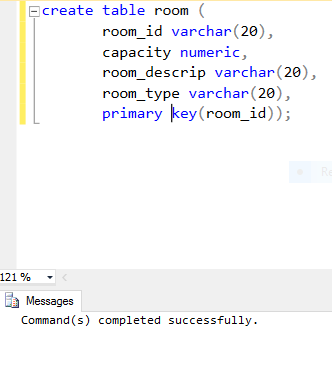 create table room (
room_id varchar(20),
capacity numeric,
room_descrip varchar(20),
room_type varchar(20),
primary key(room_id));
121 %
Messages
Command(s) completed successfully.